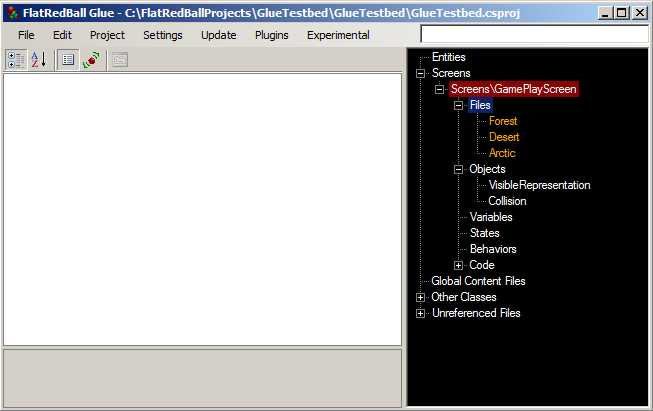 FlatRedBall Glue - C:\FlatRedBallProjects\GlueTestbed\GlueTestbed\GlueTestbed.csproj
File Edit Project Settings Update Plugins Experimental
A Z
Entities
Screens
Screens\GamePlayScreen
Files
Forest
Desert
Arctic
Objects
VisibleRepresentation
Collision
Variables
States
Behaviors
Code
Global Content Files
Other Classes
Unreferenced Files